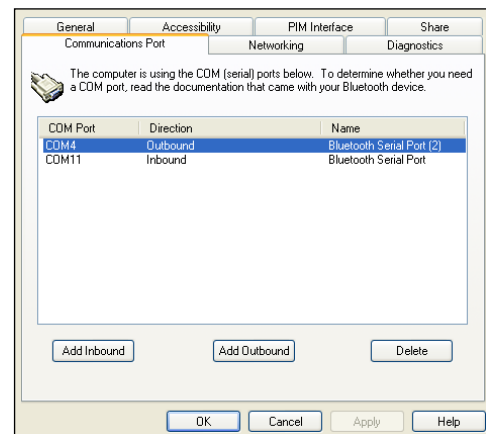 General Accessibility PIM Interface Share
Communications Port Networking Diagnostics
The computer is using the COM (serial) ports below. To determine whether you need
a COM port, read the documentation that came with your Bluetooth device.
COM Port Direction Name
COM4 Outbound Bluetooth Serial Port (2)
COM11 Inbound Bluetooth Serial Port
Add Inbound Add Outbound Delete
OK Cancel Apply Help